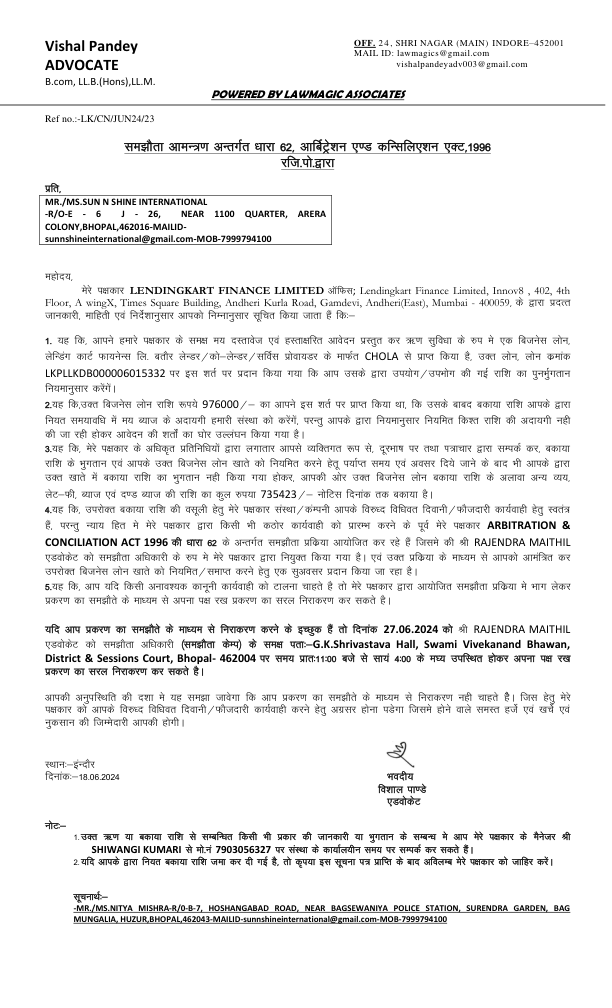 Vishal Pandey
ADVOCATE
B.com, LL.B.(Hons),LL.M.
OFF. 24, SHRI NAGAR (MAIN) INDORE–452001
MAIL ID: lawmagics@gmail.com
vishalpandeyadv003@gmail.com
POWERED BY LAWMAGIC ASSOCIATES
Ref no.:-LK/CN/JUN24/23
समझौता आमन्त्रण अन्तर्गत धारा 62, आर्बिट्रेशन एण्ड कन्सिलिएशन एक्ट,1996
रजि.पो.द्वारा
प्रति,
MR./MS.SUN N SHINE INTERNATIONAL
-R/O-E - 6 J - 26, NEAR 1100 QUARTER, ARERA
COLONY,BHOPAL,462016-MAILID-
sunnshineinternational@gmail.com-MOB-7999794100
महोदय,
मेरे पक्षकार LENDINGKART FINANCE LIMITED ऑफिस; Lendingkart Finance Limited, Innov8 , 402, 4th
Floor, A wingX, Times Square Building, Andheri Kurla Road, Gamdevi, Andheri(East), Mumbai - 400059, के द्वारा प्रदत्त
जानकारी, माहिती एवं निर्देशानुसार आपको निम्नानुसार सूचित किया जाता हैं कि:–
1. यह कि, आपने हमारे पक्षकार के समक्ष मय दस्तावेज एवं हस्ताक्षरित आवेदन प्रस्तुत कर ऋण सुविधा के रुप मे एक बिजनेस लोन,
लेन्डिंग कार्ट फायनेन्स लि. बतौर लेन्डर/को–लेन्डर/सर्विस प्रोवायडर के मार्फत CHOLA से प्राप्त किया है, उक्त लोन, लोन क्रमांक
LKPLLKDB000006015332 पर इस शर्त पर प्रदान किया गया कि आप उसके द्वारा उपयोग/उपभोग की गई राशि का पुनर्भुगतान
नियमानुसार करेंगें।
2.यह कि,उक्त बिजनेस लोन राशि रूपये 976000/– का आपने इस शर्त पर प्राप्त किया था, कि उसके बाबद बकाया राशि आपके द्वारा
नियत समयावधि में मय ब्याज के अदायगी हमारी संस्था को करेंगें, परन्तु आपके द्वारा नियमानुसार नियमित किश्त राशि की अदायगी नही
की जा रही होकर आवेदन की शर्तों का घोर उल्लंघन किया गया है।
3.यह कि, मेरे पक्षकार के अधिकृत प्रतिनिधियों द्वारा लगातार आपसे व्यक्तिगत रूप से, दूरभाष पर तथा पत्राचार द्वारा सम्पर्क कर, बकाया
राशि के भुगतान एवं आपके उक्त बिजनेस लोन खाते को नियमित करने हेतू पर्याप्त समय एवं अवसर दिये जाने के बाद भी आपके द्वारा
उक्त खाते में बकाया राशि का भुगतान नही किया गया होकर, आपकी ओर उक्त बिजनेस लोन बकाया राशि के अलावा अन्य व्यय,
लेट–फी, ब्याज एवं दण्ड ब्याज की राशि का कुल रुपया 735423/– नोटिस दिनांक तक बकाया है।
4.यह कि, उपरोक्त बकाया राशि की वसूली हेतु मेरे पक्षकार संस्था/कम्पनी आपके विरुध्द विधिवत दिवानी/फौजदारी कार्यवाही हेतु स्वतंत्र
हैं, परन्तु न्याय हित मे मेरे पक्षकार द्वारा किसी भी कठोर कार्यवाही को प्रारम्भ करने के पूर्व मेरे पक्षकार ARBITRATION &
CONCILIATION ACT 1996 की धारा 62 के अन्तर्गत समझौता प्रक्रिया आयोजित कर रहे हैं जिसमे की श्री RAJENDRA MAITHIL
एडवोकेट को समझौता अधिकारी के रुप मे मेरे पक्षकार द्वारा नियुक्त किया गया है। एवं उक्त प्रक्रिया के माध्यम से आपको आमंत्रित कर
उपरोक्त बिजनेस लोन खाते को नियमित/समाप्त करने हेतु एक सुअवसर प्रदान किया जा रहा है।
5.यह कि, आप यदि किसी अनावश्यक कानूनी कार्यवाही को टालना चाहते है तो मेरे पक्षकार द्वारा आयोजित समझौता प्रक्रिया मे भाग लेकर
प्रकरण का समझौते के माध्यम से अपना पक्ष रख प्रकरण का सरल निराकरण कर सकते है।
यदि आप प्रकरण का समझौते के माध्यम से निराकरण करने के इच्छुक हैं तो दिनांक 27.06.2024 को श्री RAJENDRA MAITHIL
एडवोकेट को समझौता अधिकारी (समझौता केम्प) के समक्ष पता:–G.K.Shrivastava Hall, Swami Vivekanand Bhawan,
District & Sessions Court, Bhopal- 462004 पर समय प्रात:11:00 बजे से सायं 4:00 के मघ्य उपस्थित होकर अपना पक्ष रख
प्रकरण का सरल निराकरण कर सकते है।
आपकी अनुपस्थिति की दशा मे यह समझा जावेगा कि आप प्रकरण का समझौते के माध्यम से निराकरण नही चाहते हैै। जिस हेतु मेरे
पक्षकार को आपके विरुध्द विधिवत दिवानी/फौजदारी कार्यवाही करने हेतु अग्रसर होना पडेगा जिसमे होने वाले समस्त हर्जे एवं खर्चे एवं
नुकसान की जिम्मेदारी आपकी होगी।
स्थान:–इंन्दौर
दिनांक:–18.06.2024
भवदीय
विशाल पाण्डे
एडवोकेट
नोट:–
1.उक्त ऋण या बकाया राशि से सम्बन्धित किसी भी प्रकार की जानकारी या भुगतान के सम्बन्ध मे आप मेरे पक्षकार के मैनेजर श्री
SHIWANGI KUMARI से मो.नं 7903056327 पर संस्था के कार्यालयीन समय पर सम्पर्क कर सकते हैं।
2.यदि आपके द्वारा नियत बकाया राशि जमा कर दी गई है, तो कृपया इस सूचना पत्र प्राप्ति के बाद अविलम्ब मेरे पक्षकार को जाहिर करें।
सूचनार्थ:–
-MR./MS.NITYA MISHRA-R/0-B-7, HOSHANGABAD ROAD, NEAR BAGSEWANIYA POLICE STATION, SURENDRA GARDEN, BAG
MUNGALIA, HUZUR,BHOPAL,462043-MAILID-sunnshineinternational@gmail.com-MOB-7999794100